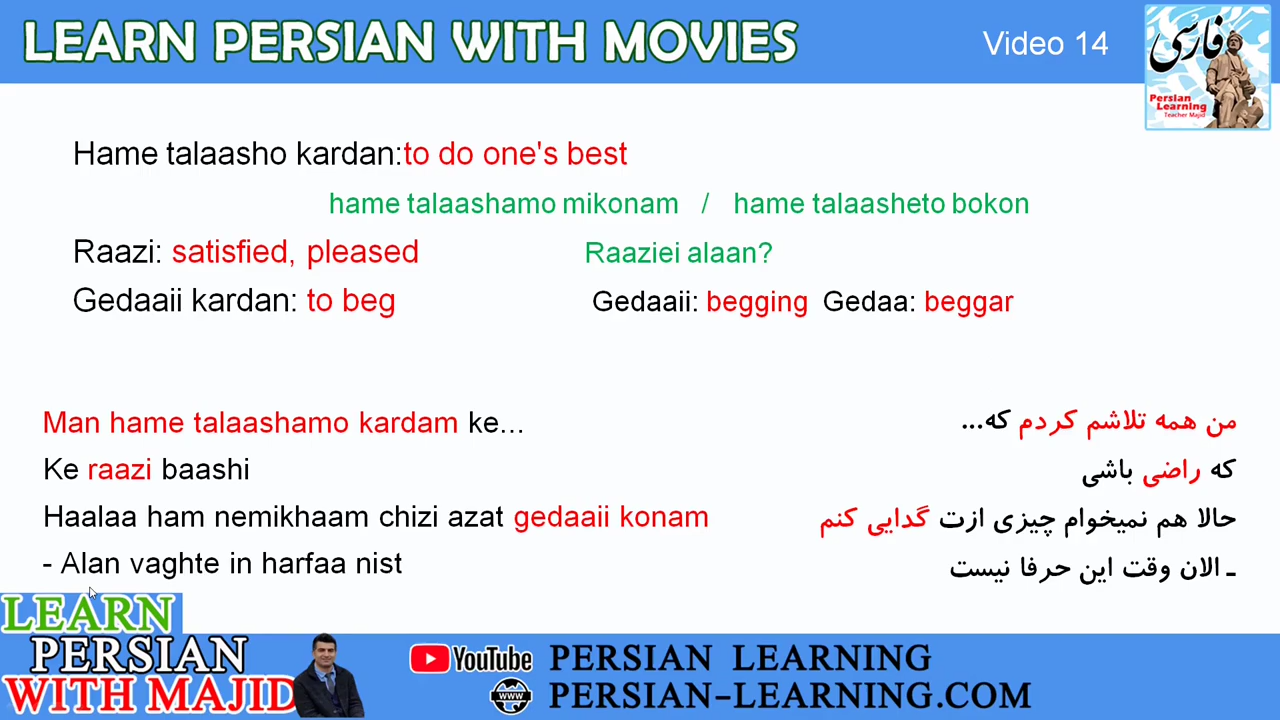 LEARN PERSIAN WITH MOVIES
Video 14
فارسی
Persian
Learning
Teacher Majid
Hame talaasho kardan:to do one's best
hame talaashamo mikonam / hame talaasheto bokon
Raazi: satisfied, pleased Raaziei alaan?
Gedaaii kardan: to beg Gedaaii: begging Gedaa: beggar
Man hame talaashamo kardam ke...
من همه تلاشم کردم که...
Ke raazi baashi
که راضی باشی
Haalaa ham nemikhaam chizi azat gedaaii konam
حالا هم نمیخوام چیزی ازت گدایی کنم
- Alan vaghte in harfaa nist
ـ الان وقت این حرفا نیست
LEARN
PERSIAN
WITH MAJID
YouTube PERSIAN LEARNING
WWW PERSIAN-LEARNING.COM